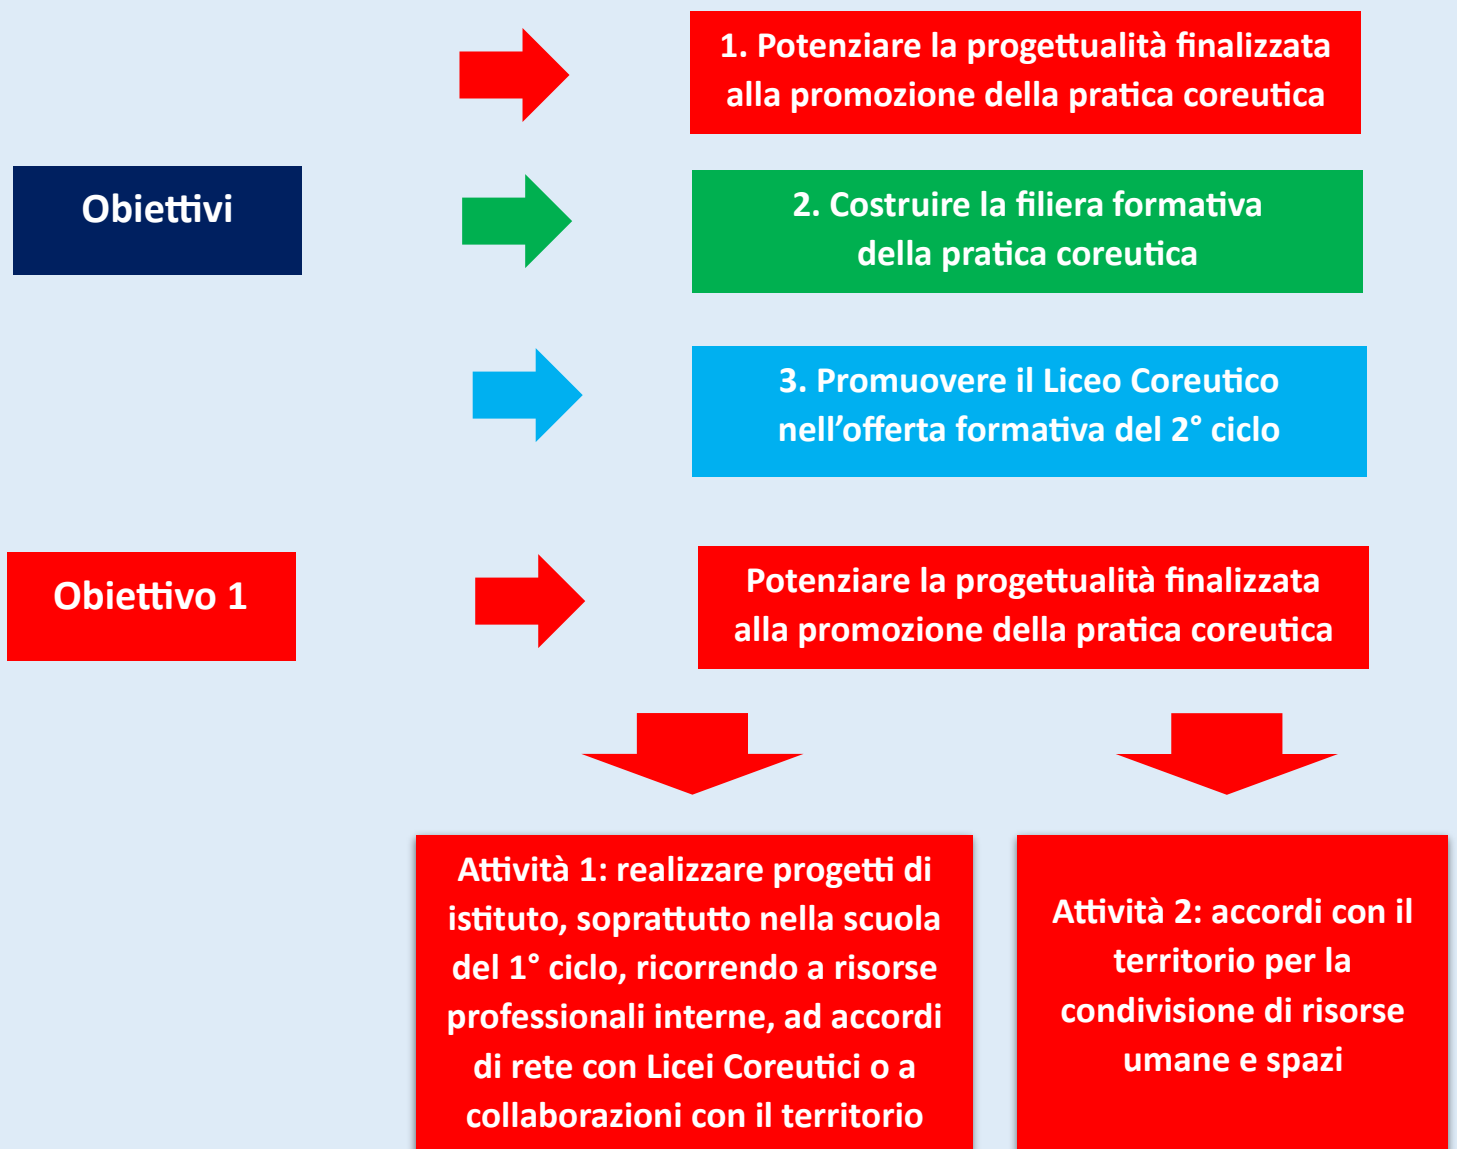 1. Potenziare la progettualità finalizzata
alla promozione della pratica coreutica
Obiettivi
2. Costruire la filiera formativa
della pratica coreutica
3. Promuovere il Liceo Coreutico
nell’offerta formativa del 2° ciclo
Obiettivo 1
Potenziare la progettualità finalizzata
alla promozione della pratica coreutica
Attività 1: realizzare progetti di
istituto, soprattutto nella scuola
del 1° ciclo, ricorrendo a risorse
professionali interne, ad accordi
di rete con Licei Coreutici o a
collaborazioni con il territorio
Attività 2: accordi con il
territorio per la
condivisione di risorse
umane e spazi